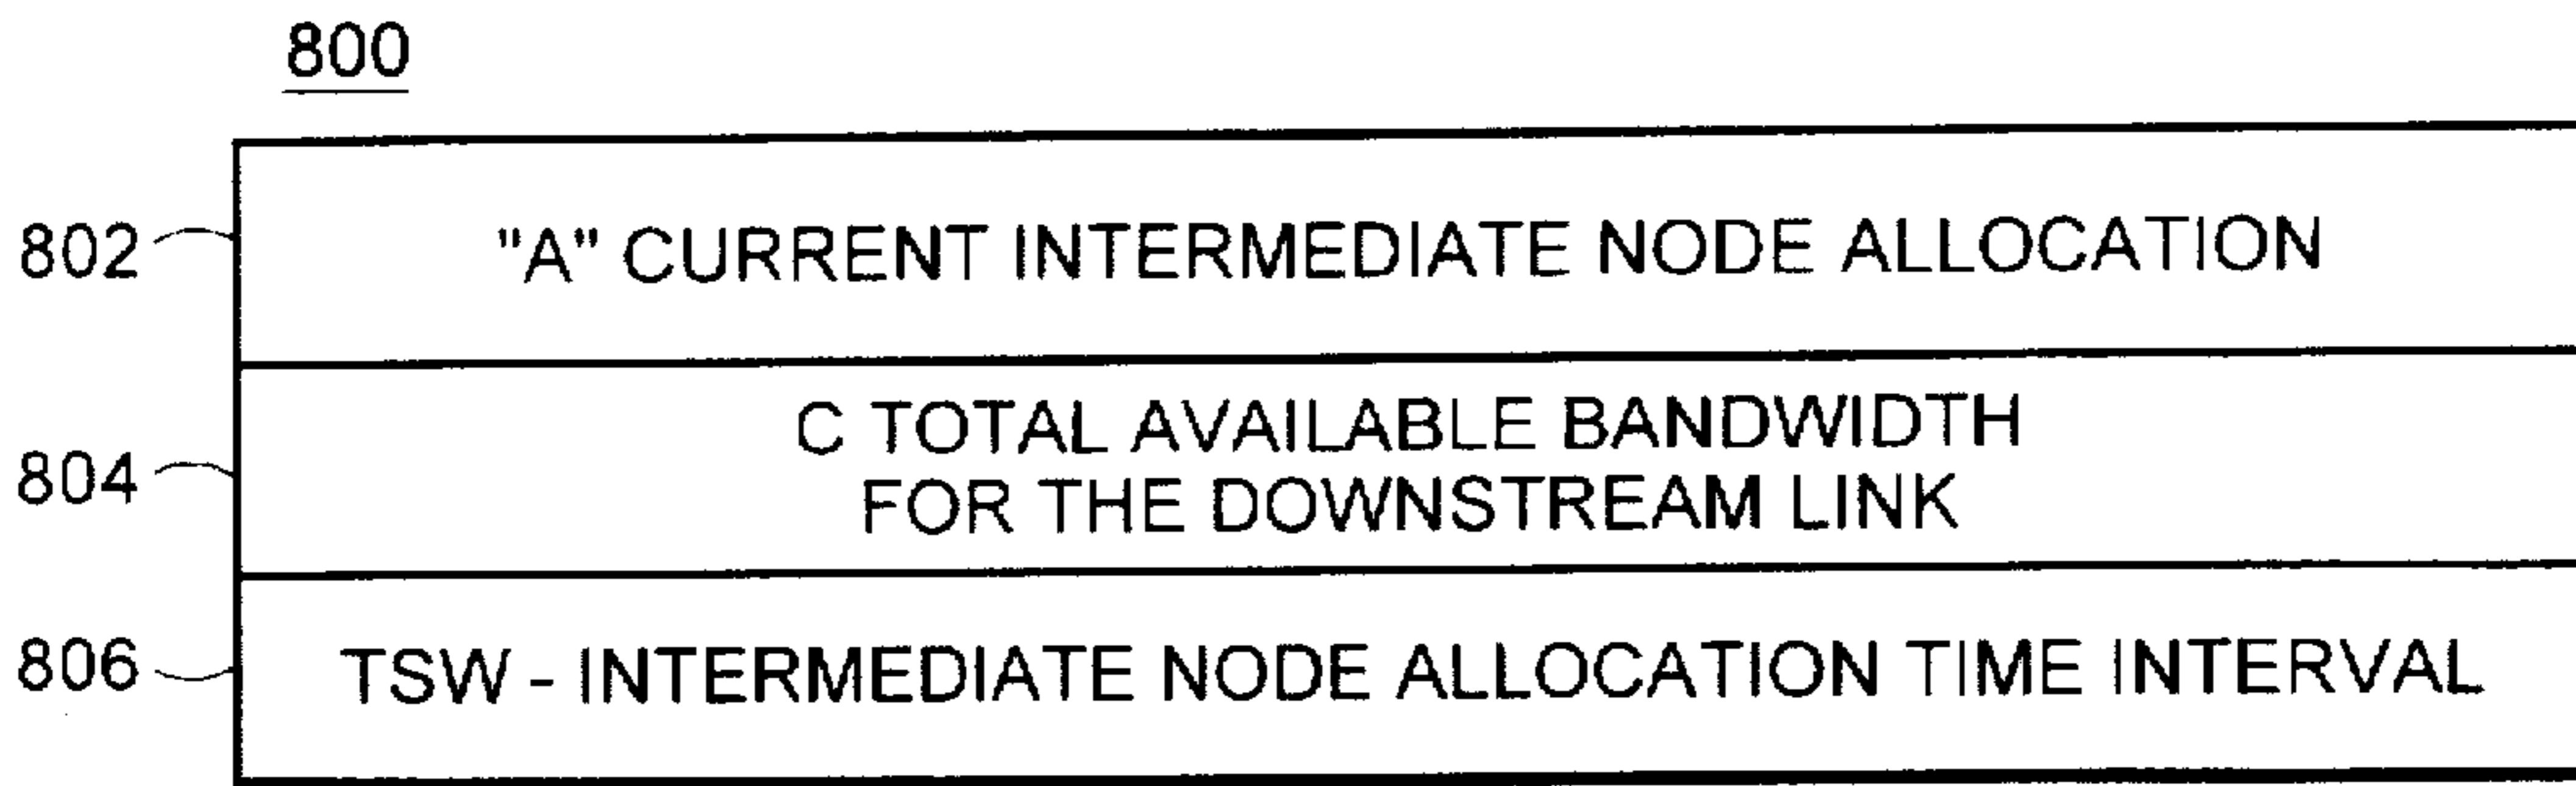 800
802
"A" CURRENT INTERMEDIATE NODE ALLOCATION
804
C TOTAL AVAILABLE BANDWIDTH
FOR THE DOWNSTREAM LINK
806
TSW - INTERMEDIATE NODE ALLOCATION TIME INTERVAL